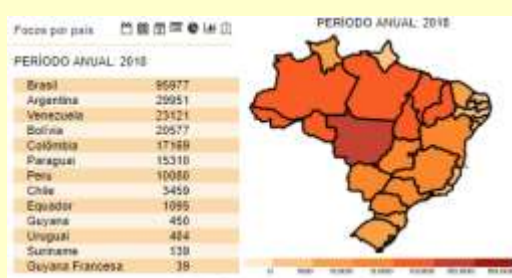 Focos por país
PERÍODO ANUAL: 2018
Brasil 95977
Argentina 29951
Venezuela 23121
Bolívia 20577
Colômbia 17169
Paraguai 15310
Peru 10080
Chile 3459
Equador 1095
Guyana 450
Uruguai 404
Suriname 139
Guyana Francesa 39
PERÍODO ANUAL: 2018